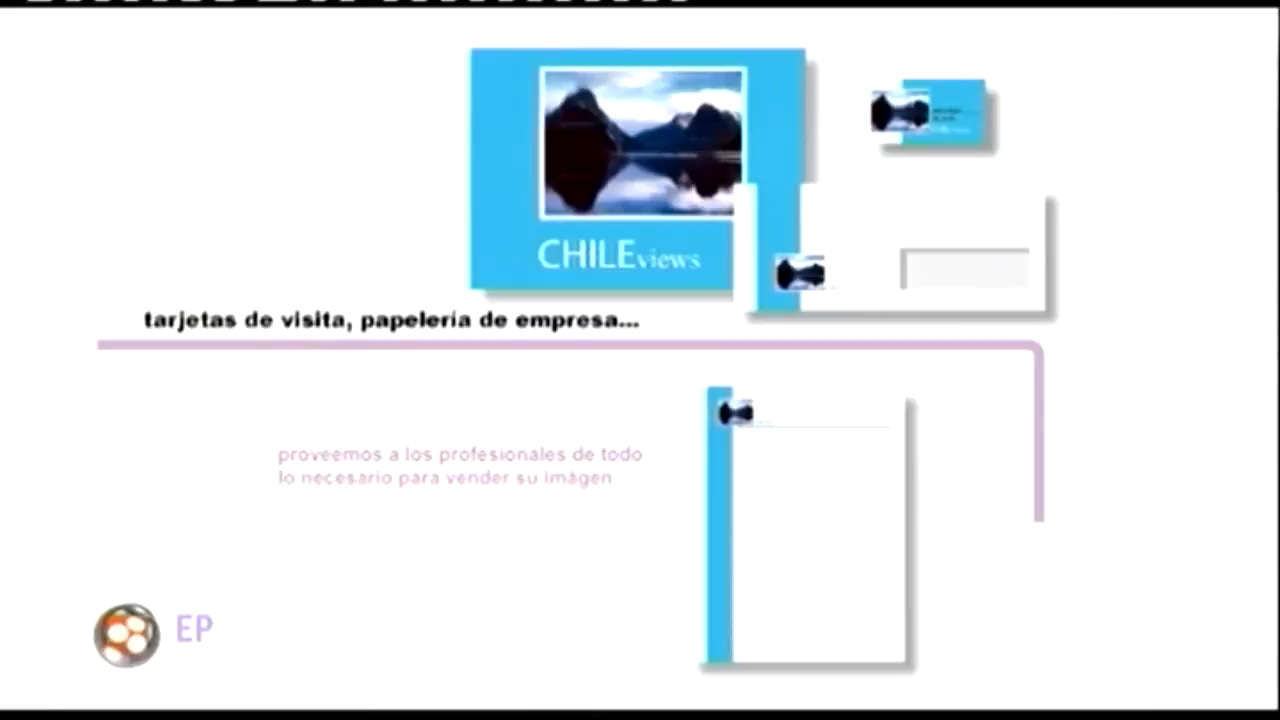 CHILEviews
tarjetas de visita, papelería de empresa...
proveemos a los profesionales de todo
lo necesario para vender su imágen
EP